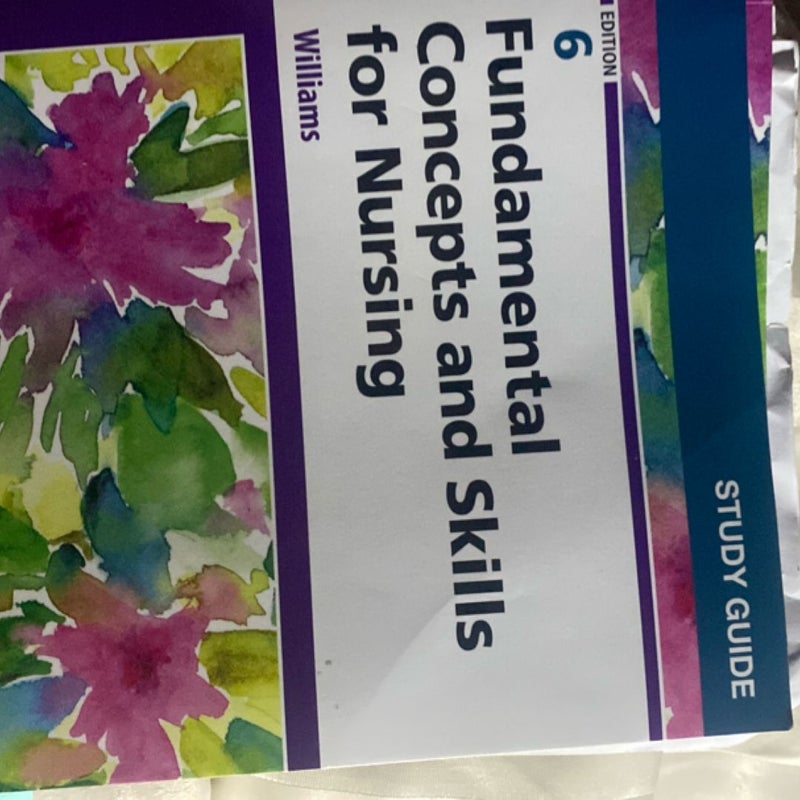 STUDY GUIDE
EDITION
6
Fundamental
Concepts and Skills
for Nursing
Williams